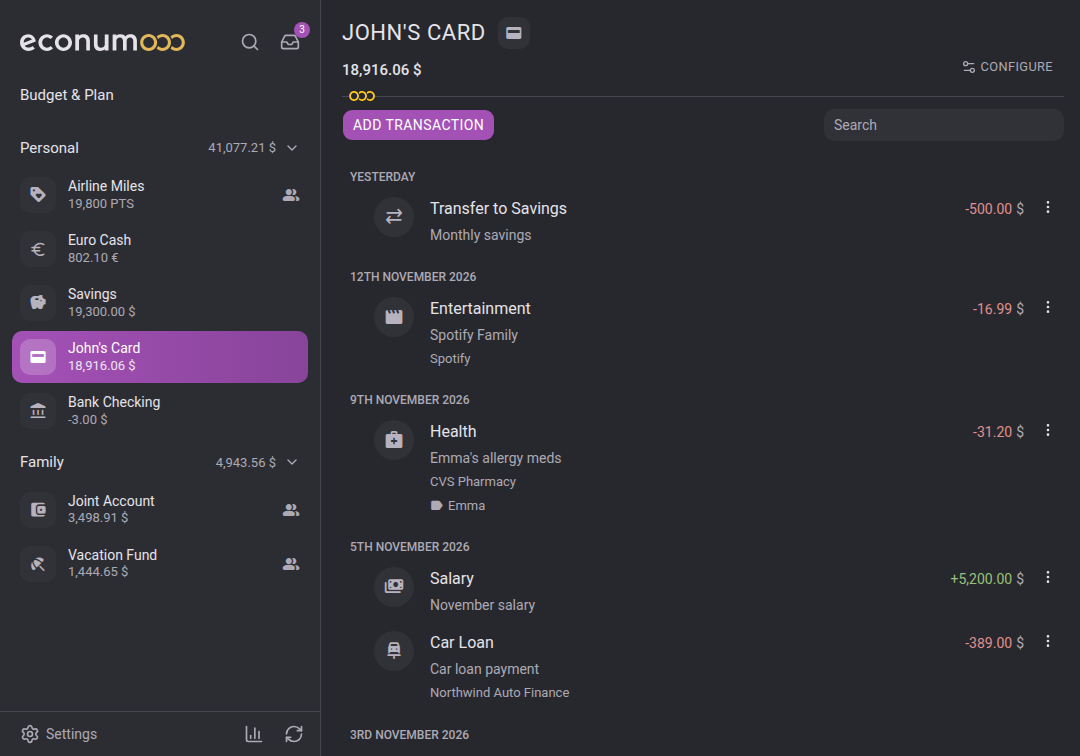 econumo
3
Budget & Plan
Personal 41,077.21 $
Airline Miles
19,800 PTS
Euro Cash
802.10 €
Savings
19,300.00 $
John's Card
18,916.06 $
Bank Checking
-3.00 $
Family 4,943.56 $
Joint Account
3,498.91 $
Vacation Fund
1,444.65 $
Settings
JOHN'S CARD
18,916.06 $
CONFIGURE
ADD TRANSACTION
Search
YESTERDAY
Transfer to Savings -500.00 $
Monthly savings
12TH NOVEMBER 2026
Entertainment -16.99 $
Spotify Family
Spotify
9TH NOVEMBER 2026
Health -31.20 $
Emma's allergy meds
CVS Pharmacy
Emma
5TH NOVEMBER 2026
Salary +5,200.00 $
November salary
Car Loan -389.00 $
Car loan payment
Northwind Auto Finance
3RD NOVEMBER 2026